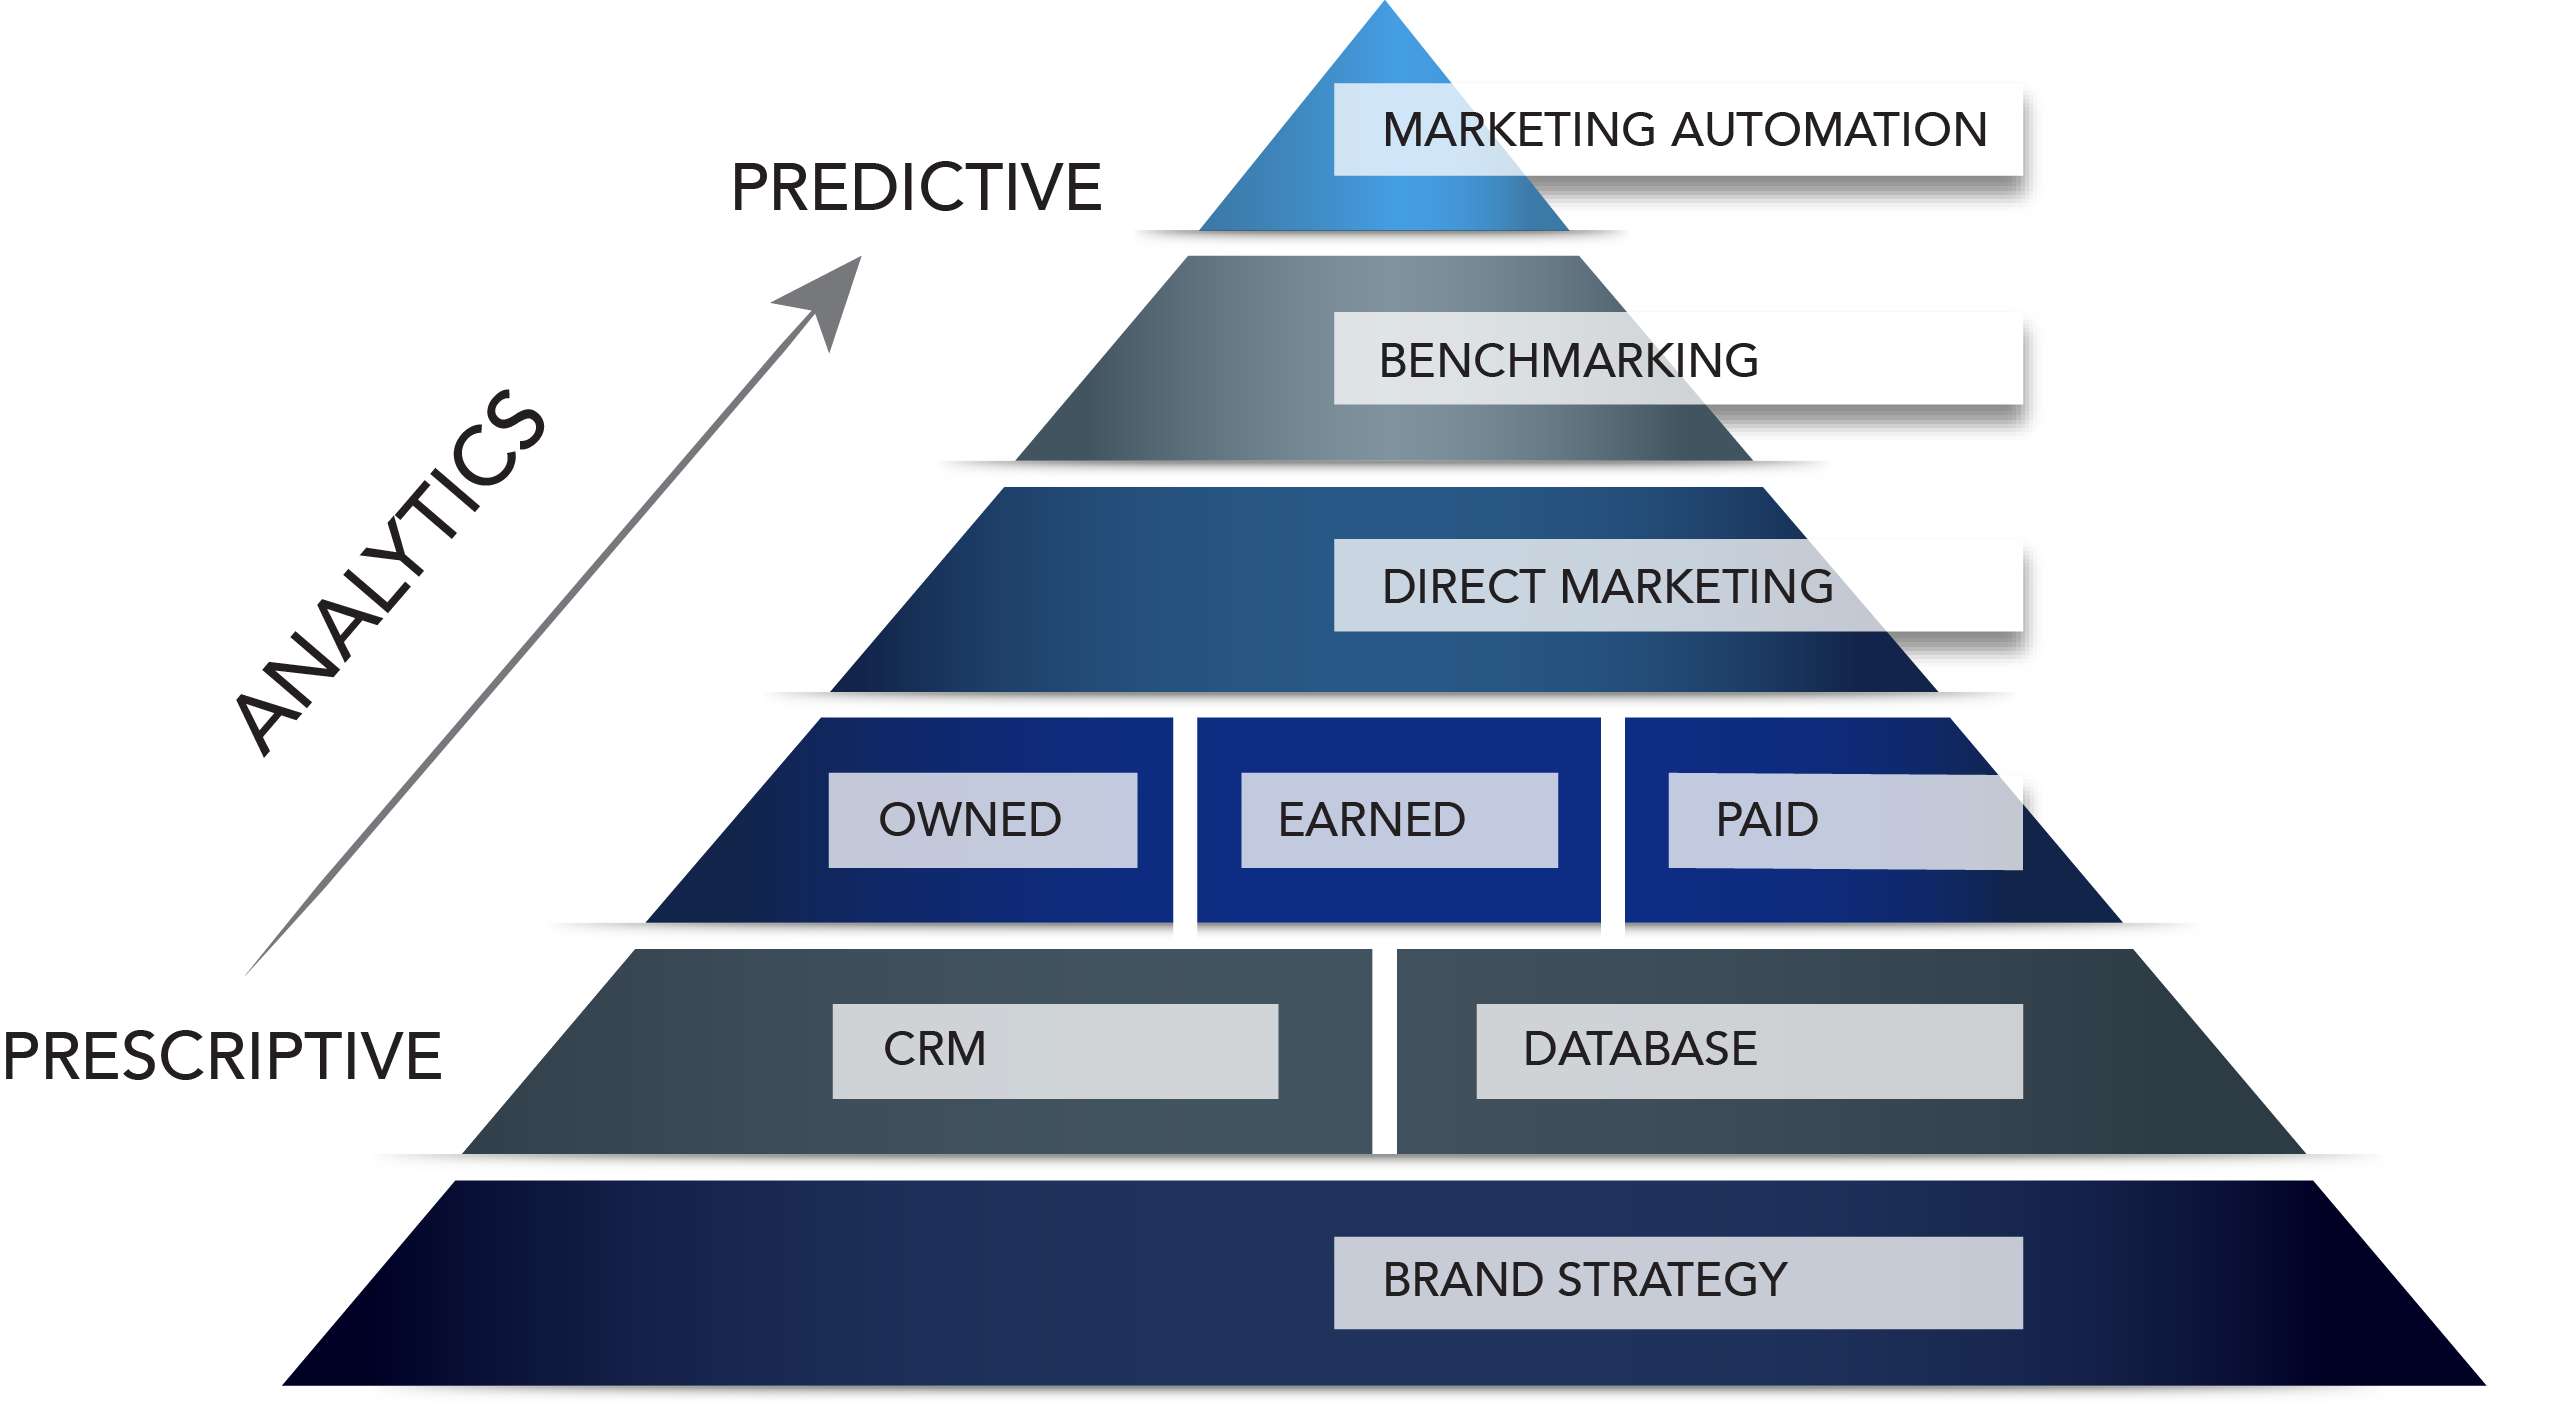 MARKETING AUTOMATION
PREDICTIVE
BENCHMARKING
ANALYTICS
DIRECT MARKETING
OWNED
EARNED
PAID
PRESCRIPTIVE
CRM
DATABASE
BRAND STRATEGY